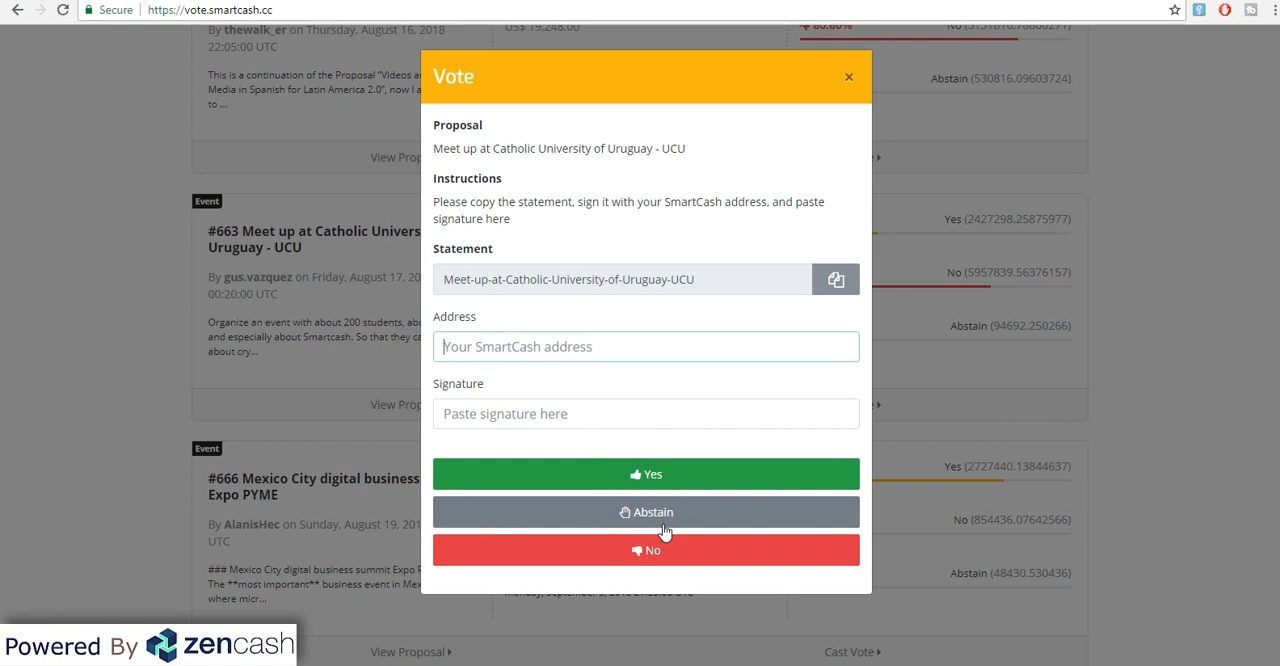 Secure https://vote.smartcash.cc
By thewalk_er on Thursday, August 16, 2018
22:05:00 UTC
US$ 19,248.00
80.60%
This is a continuation of the Proposal "Videos a
Media in Spanish for Latin America 2.0", now I a
to ...
Abstain (530816.09603724)
View Prop
Event
#663 Meet up at Catholic Univers
Uruguay - UCU
By gus.vazquez on Friday, August 17, 20
00:20:00 UTC
Organize an event with about 200 students, abo
and especially about Smartcash. So that they ca
about cry...
Yes (2427298.25875977)
No (5957839.56376157)
Abstain (94692.250266)
View Prop
Event
#666 Mexico City digital business
Expo PYME
By AlanisHec on Sunday, August 19, 201
UTC
### Mexico City digital business summit Expo P
The **most important** business event in Mex
where micr...
Yes (2727440.13844637)
No (854436.07642566)
Abstain (48430.530436)
View Proposal
Cast Vote
Vote
×
Proposal
Meet up at Catholic University of Uruguay - UCU
Instructions
Please copy the statement, sign it with your SmartCash address, and paste
signature here
Statement
Meet-up-at-Catholic-University-of-Uruguay-UCU
Address
Your SmartCash address
Signature
Paste signature here
Yes
Abstain
No
Powered By zencash